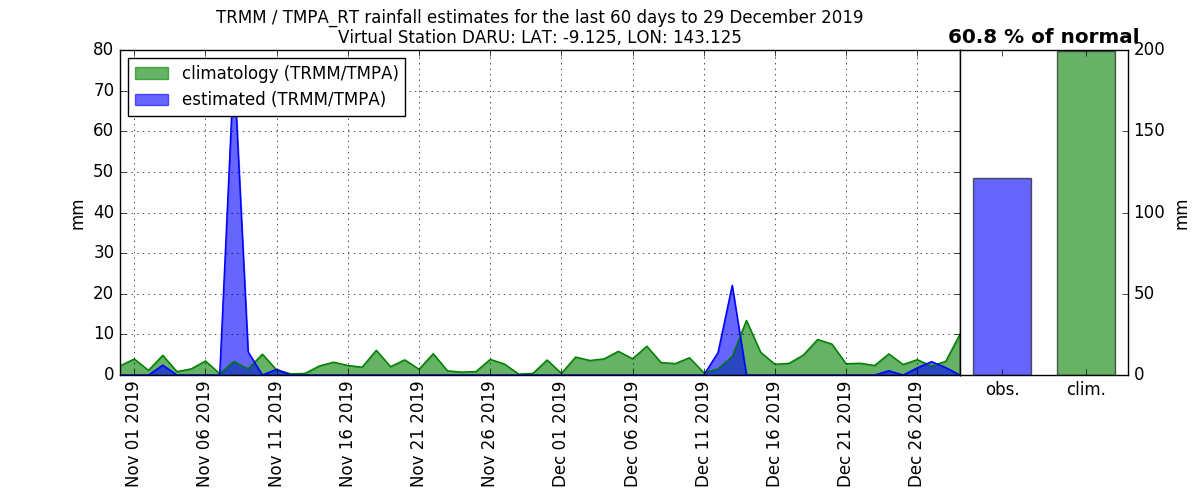 TRMM / TMPA_RT rainfall estimates for the last 60 days to 29 December 2019
Virtual Station DARU: LAT: -9.125, LON: 143.125
60.8 % of normal
climatology (TRMM/TMPA)
estimated (TRMM/TMPA)
80
70
60
50
40
30
20
10
0
mm
200
150
100
50
0
mm
Nov 01 2019
Nov 06 2019
Nov 11 2019
Nov 16 2019
Nov 21 2019
Nov 26 2019
Dec 01 2019
Dec 06 2019
Dec 11 2019
Dec 16 2019
Dec 21 2019
Dec 26 2019
obs.
clim.